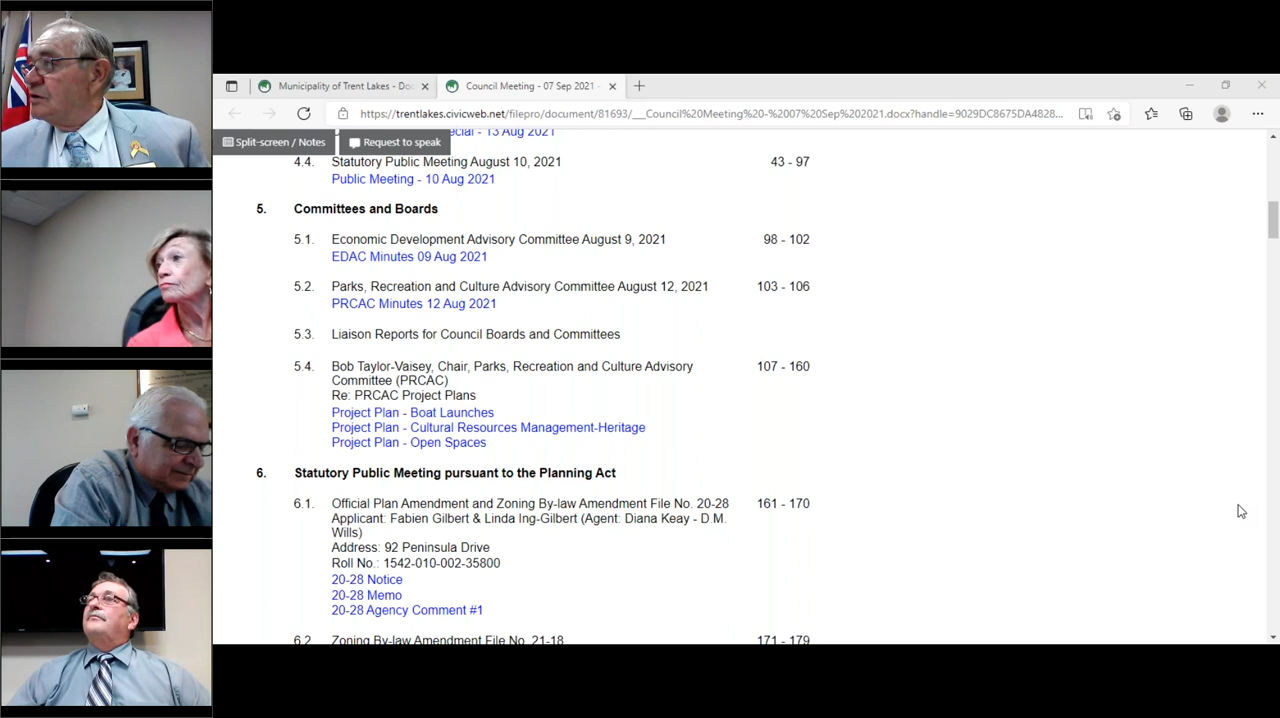 Municipality of Trent Lakes - Doc
Council Meeting - 07 Sep 2021 -
https://trentlakes.civicweb.net/filepro/document/81693/__Council%20Meeting%20-%2007%20Sep%202021.docx?handle=9029DC8675DA4828...
Split-screen / Notes
Request to speak
cial - 13 Aug 2021
4.4. Statutory Public Meeting August 10, 2021 43 - 97
Public Meeting - 10 Aug 2021
5. Committees and Boards
5.1. Economic Development Advisory Committee August 9, 2021 98 - 102
EDAC Minutes 09 Aug 2021
5.2. Parks, Recreation and Culture Advisory Committee August 12, 2021 103 - 106
PRCAC Minutes 12 Aug 2021
5.3. Liaison Reports for Council Boards and Committees
5.4. Bob Taylor-Vaisey, Chair, Parks, Recreation and Culture Advisory 107 - 160
Committee (PRCAC)
Re: PRCAC Project Plans
Project Plan - Boat Launches
Project Plan - Cultural Resources Management-Heritage
Project Plan - Open Spaces
6. Statutory Public Meeting pursuant to the Planning Act
6.1. Official Plan Amendment and Zoning By-law Amendment File No. 20-28 161 - 170
Applicant: Fabien Gilbert & Linda Ing-Gilbert (Agent: Diana Keay - D.M.
Wills)
Address: 92 Peninsula Drive
Roll No.: 1542-010-002-35800
20-28 Notice
20-28 Memo
20-28 Agency Comment #1
6.2 Zoning By-law Amendment File No. 21-18 171 - 179